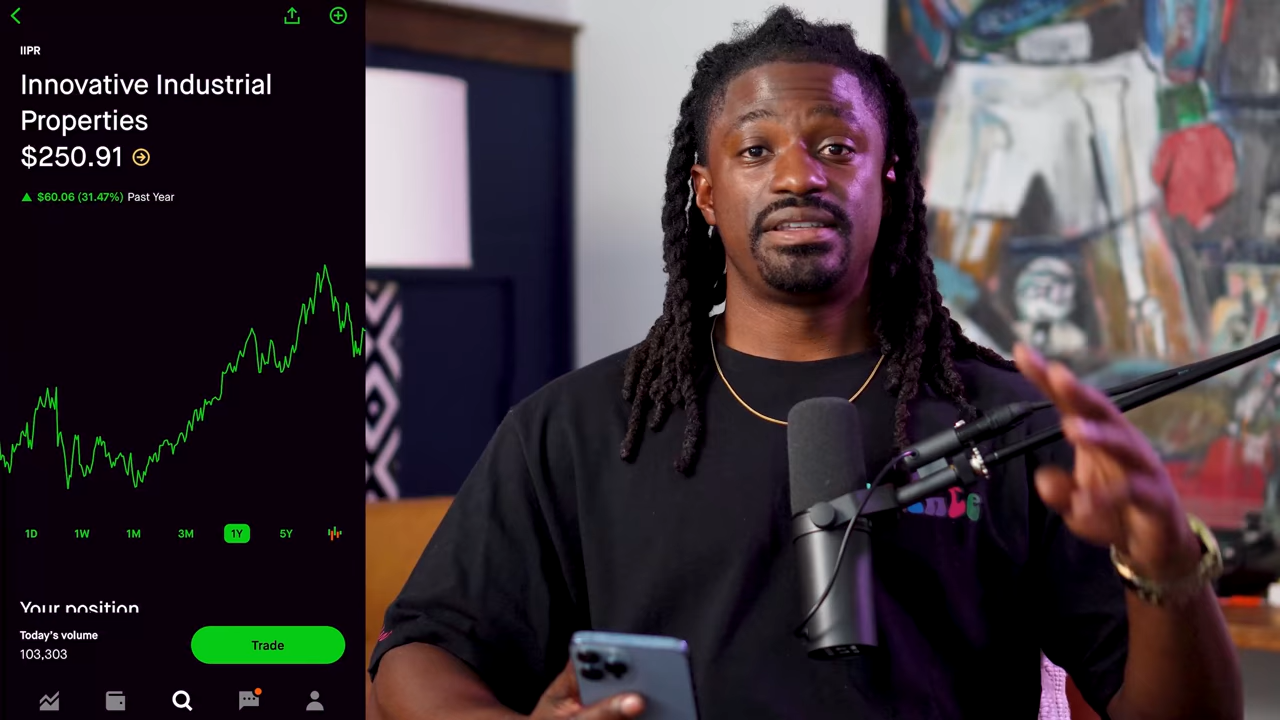 IIPR
Innovative Industrial
Properties
$250.91
$60.06 (31.47%) Past Year
1D 1W 1M 3M 1Y 5Y
Your position
Today's volume
103,303
Trade